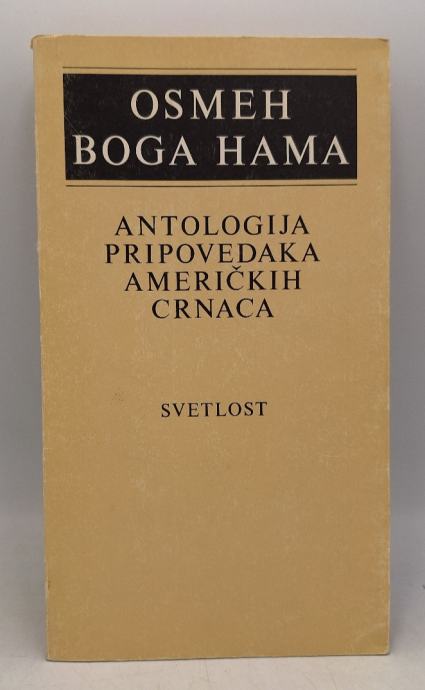 OSMEH
BOGA HAMA
ANTOLOGIJA
PRIPOVEDAKA
AMERIČKIH
CRNACA
SVETLOST